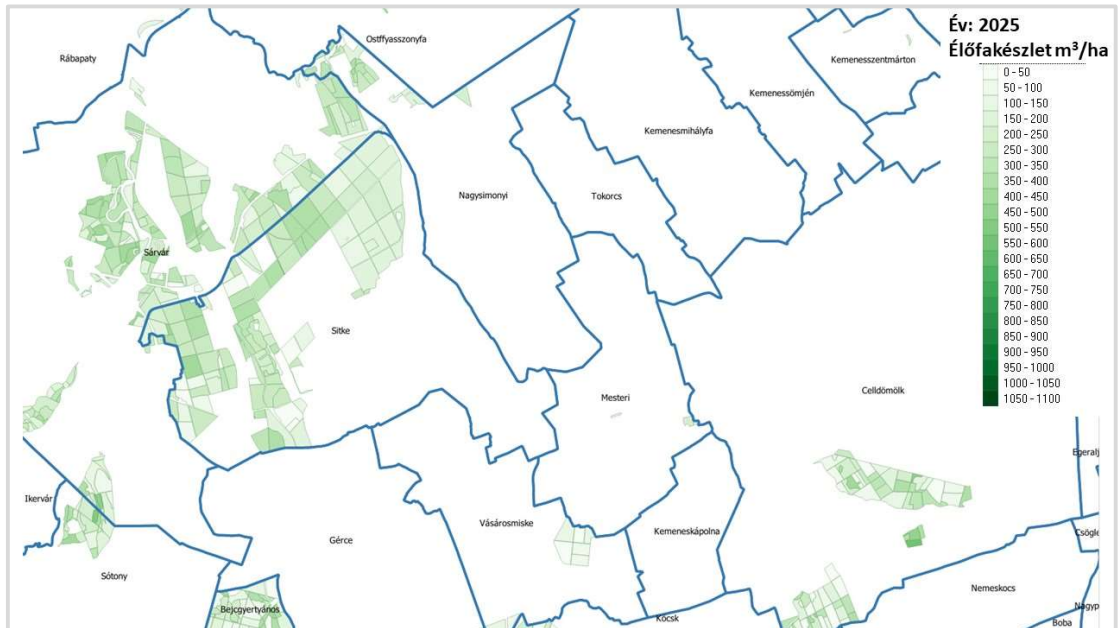 Év: 2025
Élőfakészlet m³/ha
0 - 50
50 - 100
100 - 150
150 - 200
200 - 250
250 - 300
300 - 350
350 - 400
400 - 450
450 - 500
500 - 550
550 - 600
600 - 650
650 - 700
700 - 750
750 - 800
800 - 850
850 - 900
900 - 950
950 - 1000
1000 - 1050
1050 - 1100
Ostffyasszonyfa
Rábapaty
Kemenesszentmárton
Kemenessömjén
Kemenesmihályfa
Nagysimonyi
Tokorcs
Sárvár
Sitke
Mesteri
Celldömölk
Egeralj
Ikervár
Vásárosmiske
Kemeneskápolna
Csögle
Gérce
Sótony
Nemeskocs
Bejcgyertyános
Nagyp
Köcsk
Boba